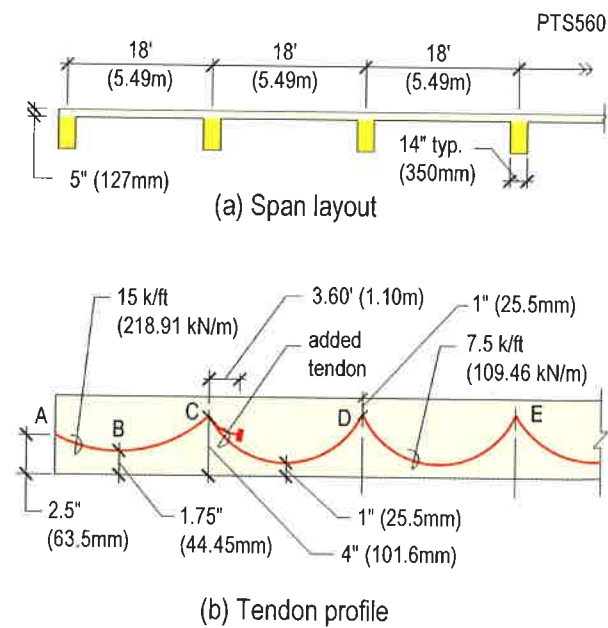 PTS560
18' 18' 18'
(5.49m) (5.49m) (5.49m)
14" typ.
(350mm)
5" (127mm)
(a) Span layout
15 k/ft
(218.91 kN/m)
3.60' (1.10m)
added
tendon
1" (25.5mm)
7.5 k/ft
(109.46 kN/m)
A
B
C
D
E
2.5"
(63.5mm)
1.75"
(44.45mm)
1" (25.5mm)
4" (101.6mm)
(b) Tendon profile